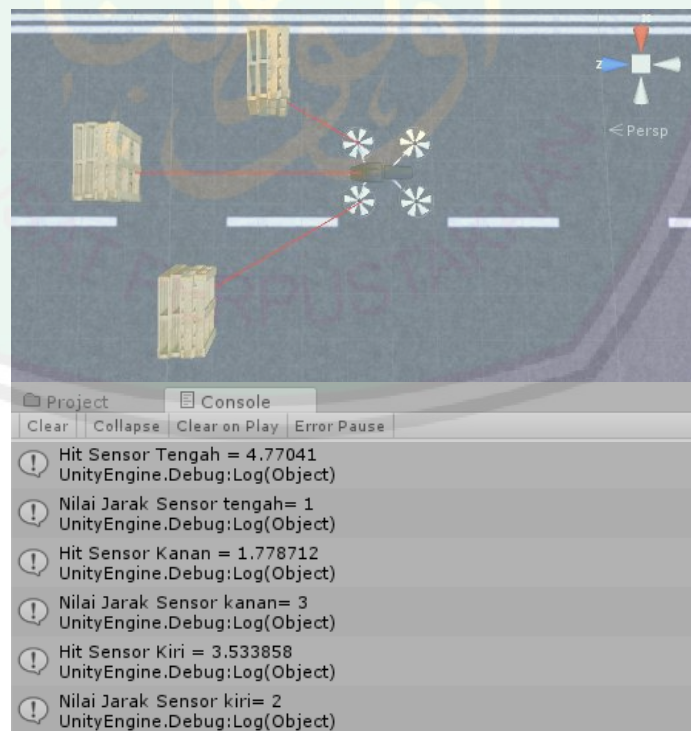 x
z
< Persp
AT PERPUSTAKAAN
Project
Console
Clear
Collapse
Clear on Play
Error Pause
Hit Sensor Tengah = 4.77041
UnityEngine.Debug:Log(Object)
Nilai Jarak Sensor tengah= 1
UnityEngine.Debug:Log(Object)
Hit Sensor Kanan = 1.778712
UnityEngine.Debug:Log(Object)
Nilai Jarak Sensor kanan= 3
UnityEngine.Debug:Log(Object)
Hit Sensor Kiri = 3.533858
UnityEngine.Debug:Log(Object)
Nilai Jarak Sensor kiri= 2
UnityEngine.Debug:Log(Object)